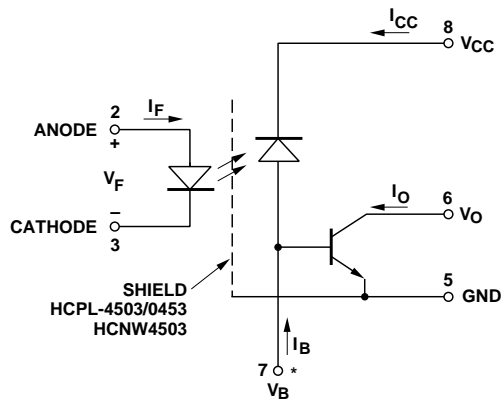 I_CC
8
V_CC
2
I_F
ANODE
+
V_F
–
CATHODE
3
I_O
6
V_O
5
GND
SHIELD
HCPL-4503/0453
HCNW4503
I_B
7 *
V_B